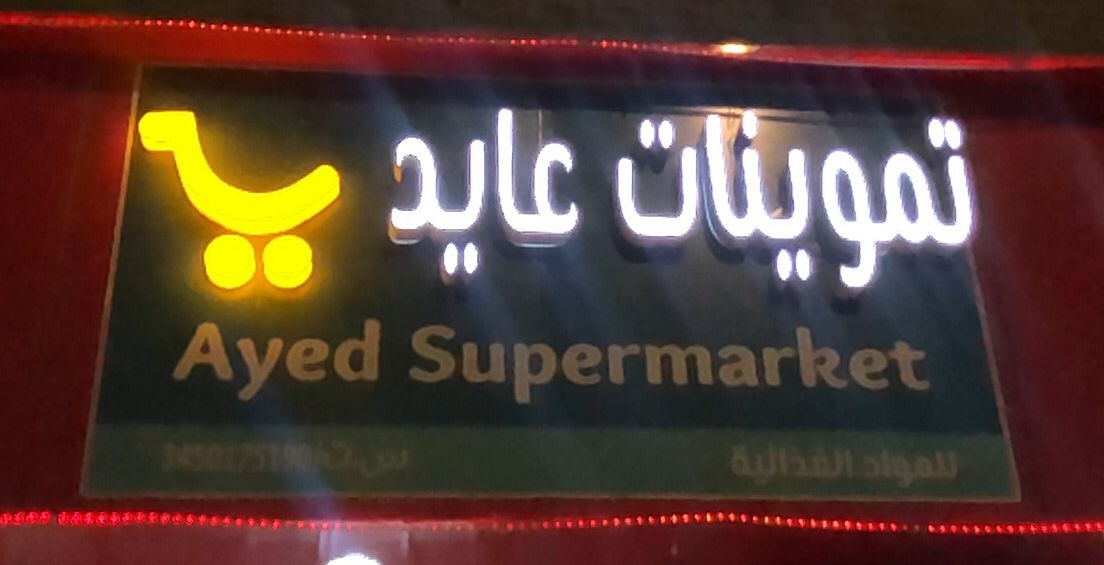 تموينات عايد
Ayed Supermarket
للمواد الغذائية س.ت/